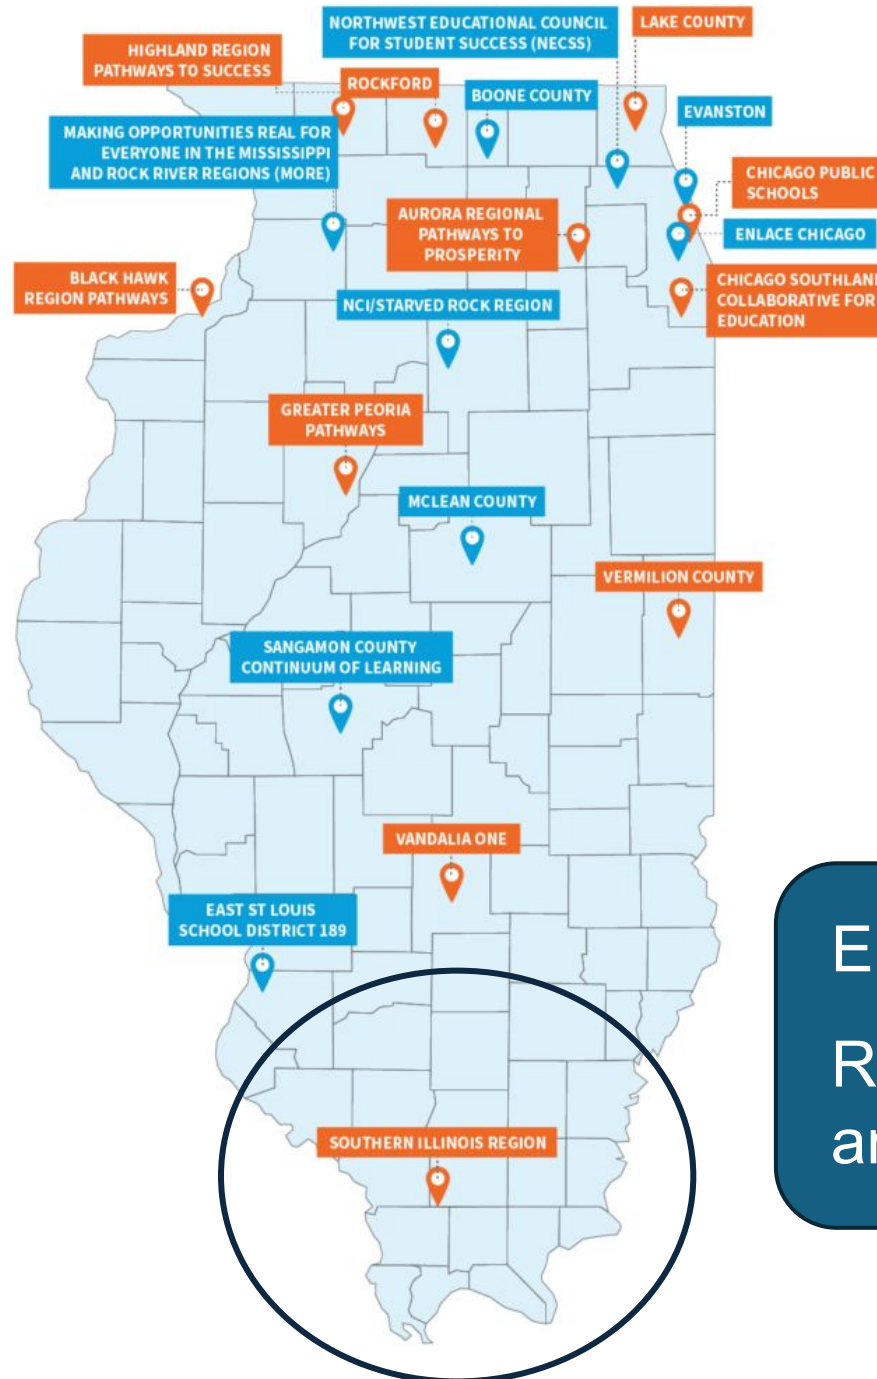 NORTHWEST EDUCATIONAL COUNCIL
FOR STUDENT SUCCESS (NECSS)
LAKE COUNTY
HIGHLAND REGION
PATHWAYS TO SUCCESS
ROCKFORD
BOONE COUNTY
EVANSTON
MAKING OPPORTUNITIES REAL FOR
EVERYONE IN THE MISSISSIPPI
AND ROCK RIVER REGIONS (MORE)
CHICAGO PUBLIC
SCHOOLS
AURORA REGIONAL
PATHWAYS TO
PROSPERITY
ENLACE CHICAGO
BLACK HAWK
REGION PATHWAYS
CHICAGO SOUTHLAND
COLLABORATIVE FOR
EDUCATION
NCI/STARVED ROCK REGION
GREATER PEORIA
PATHWAYS
MCLEAN COUNTY
VERMILION COUNTY
SANGAMON COUNTY
CONTINUUM OF LEARNING
VANDALIA ONE
EAST ST LOUIS
SCHOOL DISTRICT 189
SOUTHERN ILLINOIS REGION